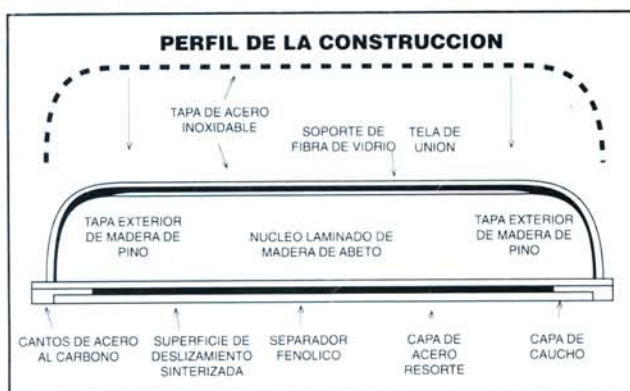 PERFIL DE LA CONSTRUCCION
TAPA DE ACERO
INOXIDABLE
SOPORTE DE
FIBRA DE VIDRIO
TELA DE
UNION
TAPA EXTERIOR
DE MADERA DE
PINO
NUCLEO LAMINADO DE
MADERA DE ABETO
TAPA EXTERIOR
DE MADERA DE
PINO
CANTOS DE ACERO
AL CARBONO
SUPERFICIE DE
DESLIZAMIENTO
SINTERIZADA
SEPARADOR
FENOLICO
CAPA DE
ACERO
RESORTE
CAPA DE
CAUCHO